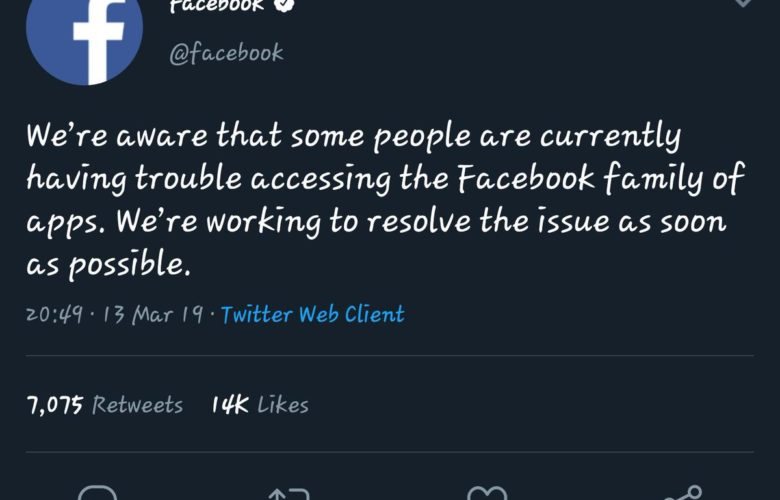 facebook
@facebook
We're aware that some people are currently
having trouble accessing the Facebook family of
apps. We're working to resolve the issue as soon
as possible.
20:49 · 13 Mar 19 · Twitter Web Client
7,075 Retweets 14K Likes